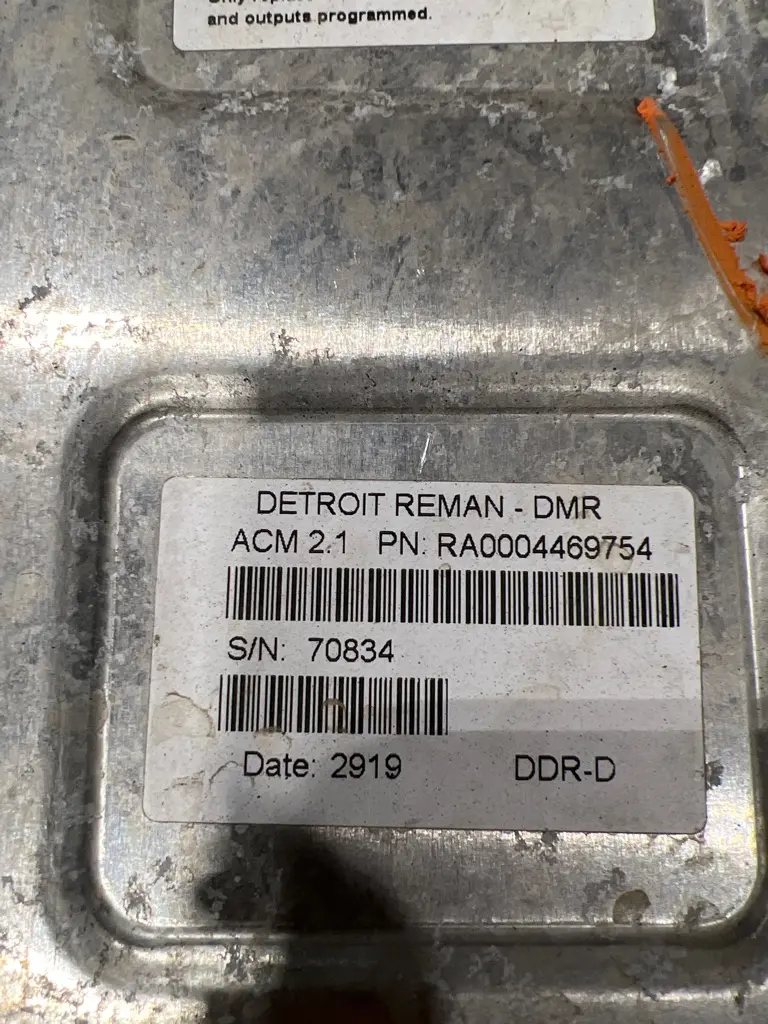 and outputs programmed.
DETROIT REMAN - DMR
ACM 2.1 PN: RA0004469754
S/N: 70834
Date: 2919 DDR-D